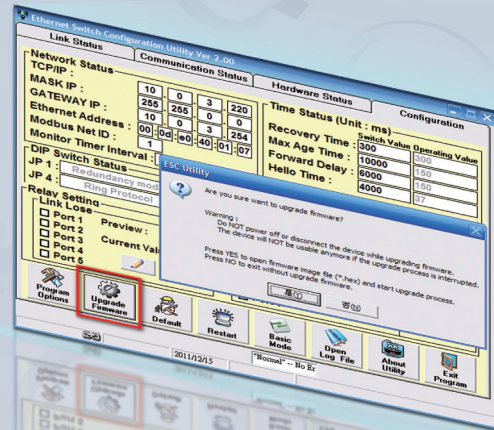 Ethernet Switch Configuration Utility Ver 2.00
Link Status
Communication Status
Hardware Status
Configuration
Network Status
TCP/IP : 10 0 3 220
MASK IP : 255 255 0 0
GATEWAY IP : 10 0 3 254
Ethernet Address : 00 : 0d : e0 : 40 : 01 : 07
Modbus Net ID : 1
Monitor Timer Interval :
Time Status (Unit : ms)
Switch Value Operating Value
Recovery Time : 300 300
Max Age Time : 10000 10000
Forward Delay : 6000 150
Hello Time : 4000 150
37
DIP Switch Status
JP 1 : Redundancy mod
JP 4 : Ring Protocol
Relay Setting
Link Lose
Port 1
Port 2
Port 3
Port 4
Port 5
Preview :
Current Val
ESC Utility
Are you sure want to upgrade firmware?
Warning :
Do NOT power off or disconnect the device while upgrading firmware.
The device will NOT be usable anymore if the upgrade process is interrupted.
Press YES to open firmware image file (*.hex) and start upgrade process.
Press NO to exit without upgrade firmware.
是(Y)
否(N)
Program Options
Upgrade Firmware
Default
Restart
Basic Mode
Open Log File
About Utility
Exit Program
2011/12/15
"Normal" -- No Er